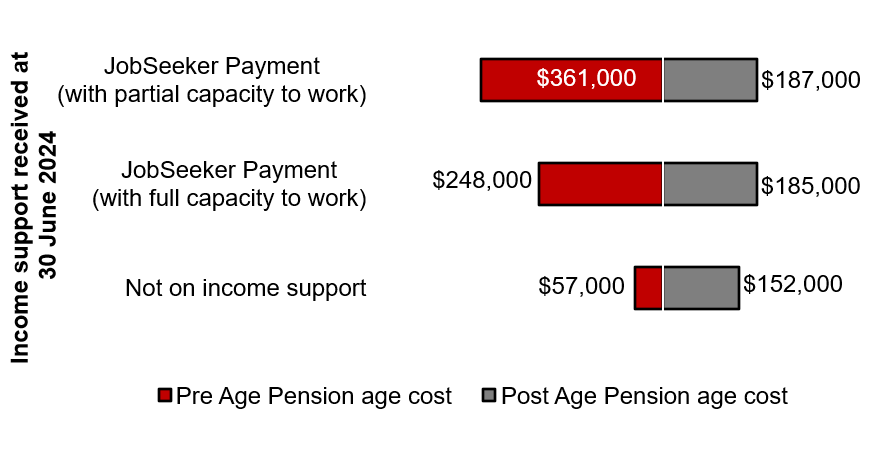 Income support received at
30 June 2024
JobSeeker Payment
(with partial capacity to work)
$361,000
$187,000
JobSeeker Payment
(with full capacity to work)
$248,000
$185,000
Not on income support
$57,000
$152,000
Pre Age Pension age cost
Post Age Pension age cost